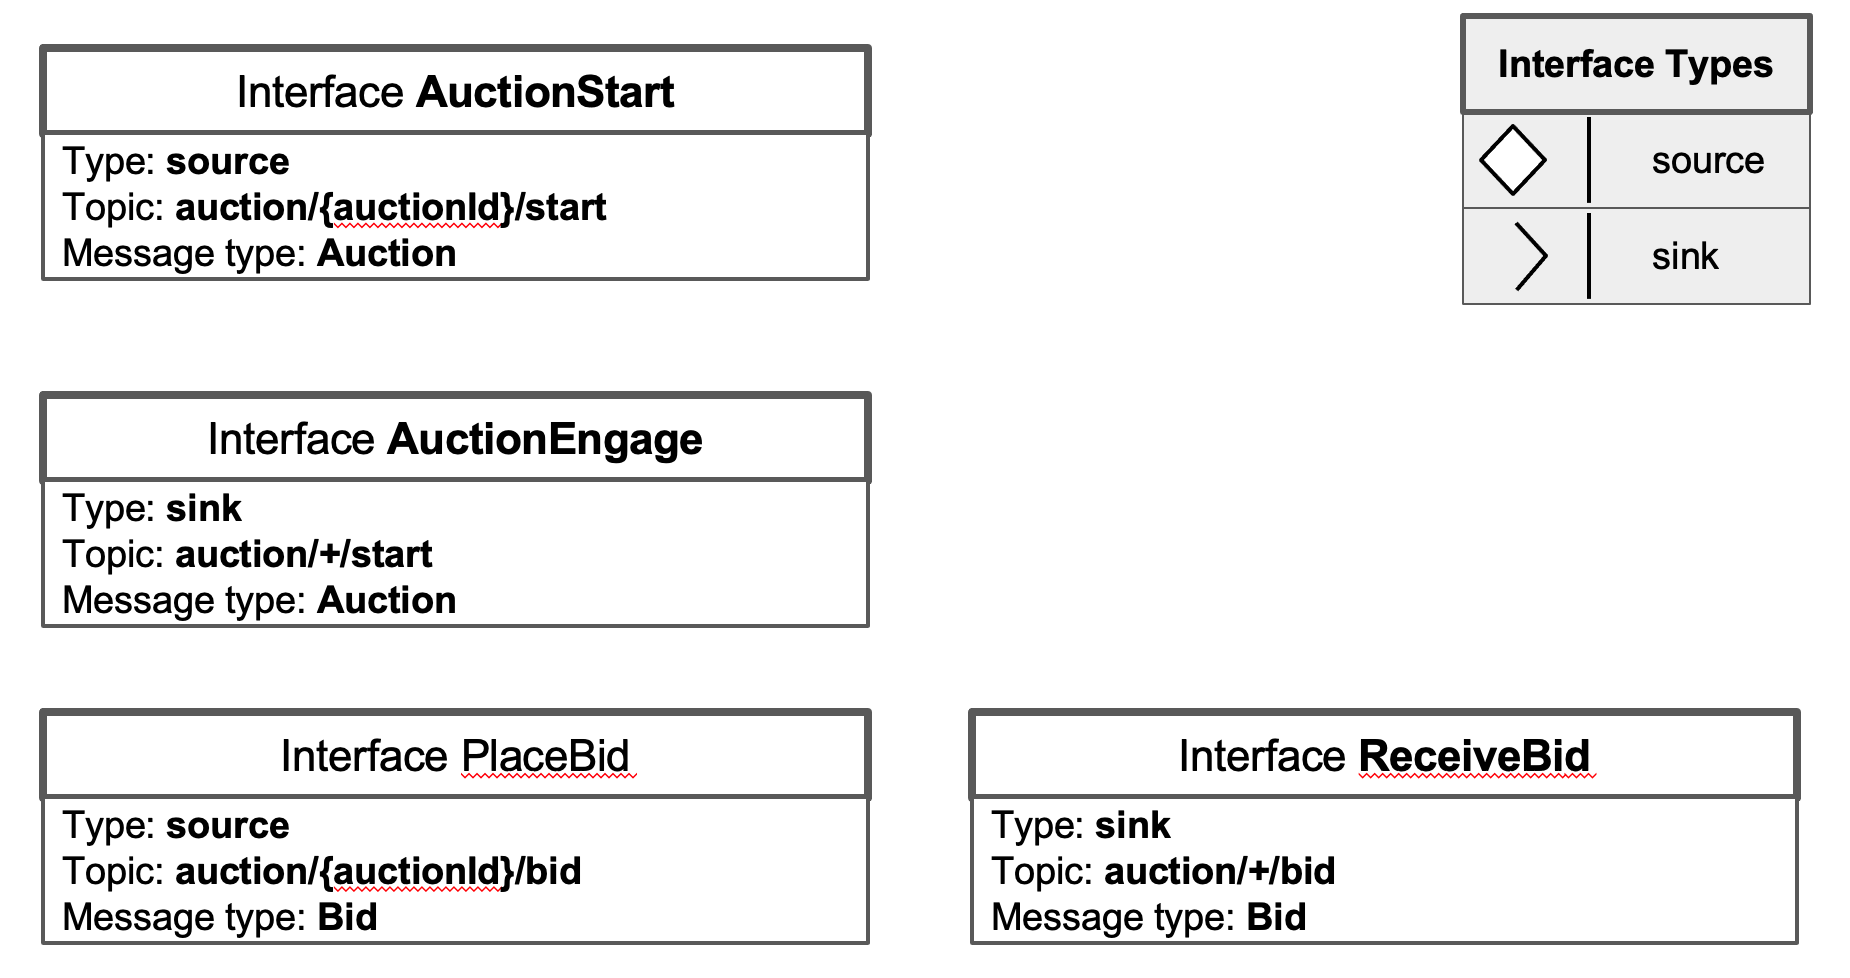 Interface AuctionStart
Type: source
Topic: auction/{auctionId}/start
Message type: Auction
Interface Types
source
sink
Interface AuctionEngage
Type: sink
Topic: auction/+/start
Message type: Auction
Interface PlaceBid
Type: source
Topic: auction/{auctionId}/bid
Message type: Bid
Interface ReceiveBid
Type: sink
Topic: auction/+/bid
Message type: Bid